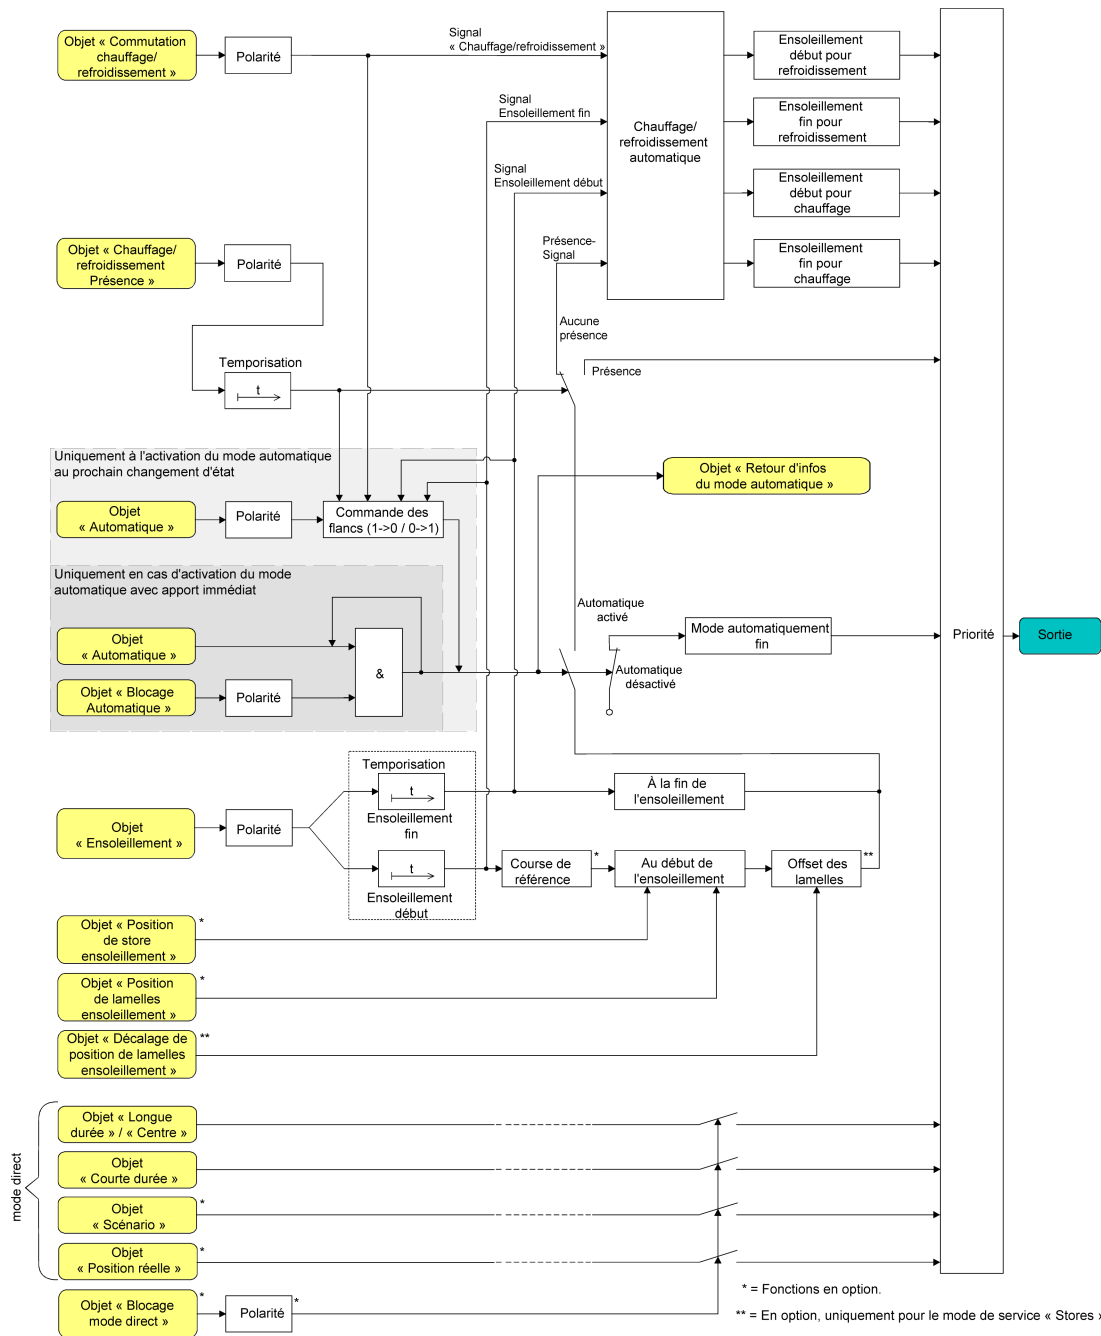 Objet « Commutation
chauffage/
refroidissement »
Polarité
Signal
« Chauffage/refroidissement »
Signal
Ensoleillement fin
Signal
Ensoleillement début
Présence-
Signal
Chauffage/
refroidissement
automatique
Ensoleillement
début pour
refroidissement
Ensoleillement
fin pour
refroidissement
Ensoleillement
début pour
chauffage
Ensoleillement
fin pour
chauffage
Objet « Chauffage/
refroidissement
Présence »
Polarité
Aucune
présence
Présence
Temporisation
t
Uniquement à l'activation du mode automatique
au prochain changement d'état
Objet
« Automatique »
Polarité
Commande des
flancs (1->0 / 0->1)
Objet « Retour d'infos
du mode automatique »
Uniquement en cas d'activation du mode
automatique avec apport immédiat
Objet
« Automatique »
Objet « Blocage
Automatique »
Polarité
&
Automatique
activé
Automatique
désactivé
Mode automatiquement
fin
Priorité
Sortie
Objet
« Ensoleillement »
Polarité
Temporisation
t
Ensoleillement
fin
t
Ensoleillement
début
À la fin de
l'ensoleillement
Course de
référence
*
Au début de
l'ensoleillement
Offset des
lamelles
**
Objet « Position
de store
ensoleillement »
*
Objet « Position
de lamelles
ensoleillement »
*
Objet « Décalage de
position de lamelles
ensoleillement »
**
mode direct
Objet « Longue
durée » / « Centre »
Objet
« Courte durée »
Objet
« Scénario »
*
Objet
« Position réelle »
*
Objet « Blocage
mode direct »
*
Polarité
*
* = Fonctions en option.
** = En option, uniquement pour le mode de service « Stores »